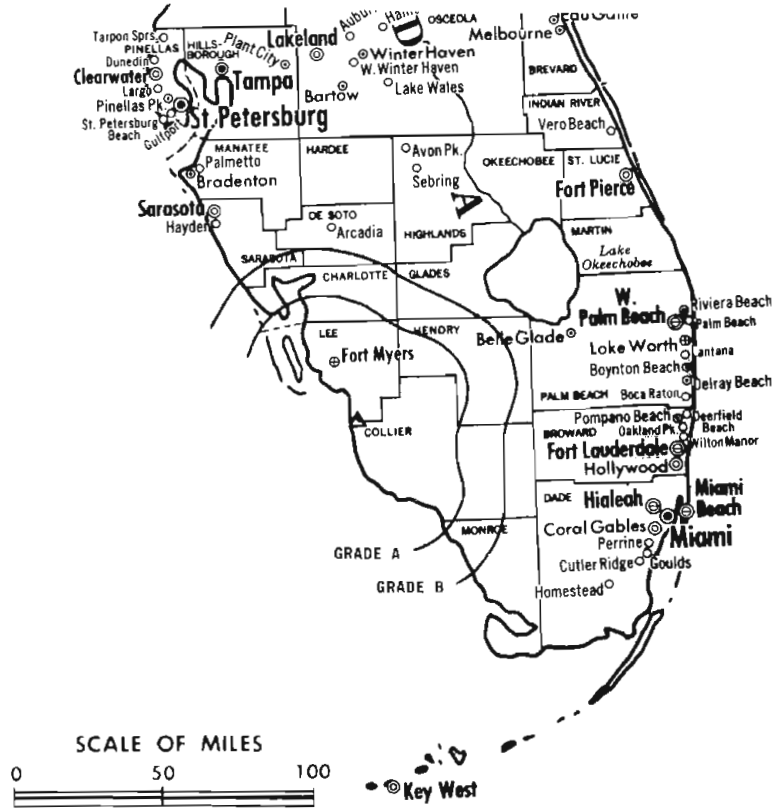 Aubur
OSCEOLA
Eau Gallie
Tarpon Sprs.
PINELLAS
HILLS-
BOROUGH
Plant City
Lakeland
D
Melbourne
Dunedin
Winter Haven
Clearwater
Tampa
W. Winter Haven
BREVARD
Largo
Bartow
Lake Wales
Pinellas Pk.
St. Petersburg
INDIAN RIVER
St. Petersburg
Beach
Gulfport
Vero Beach
MANATEE
HARDEE
Avon Pk.
OKEECHOBEE
ST. LUCIE
Palmetto
Bradenton
Sebring
Fort Pierce
A
Sarasota
DE SOTO
Hayden
Arcadia
HIGHLANDS
MARTIN
SARASOTA
Lake
Okeechobee
CHARLOTTE
GLADES
W.
Palm Beach
Riviera Beach
Palm Beach
LEE
HENDRY
Belle Glade
Fort Myers
Loke Worth
Lantana
Boynton Beach
Delray Beach
PALM BEACH
Boca Raton
Pompano Beach
Deerfield
Beach
COLLIER
BROWARD
Oakland Pk.
Wilton Manor
Fort Lauderdale
Hollywood
DADE
Hialeah
Miami
Beach
MONROE
Coral Gables
Miami
Perrine
GRADE A
Cutler Ridge
Goulds
GRADE B
Homestead
SCALE OF MILES
0 50 100
Key West